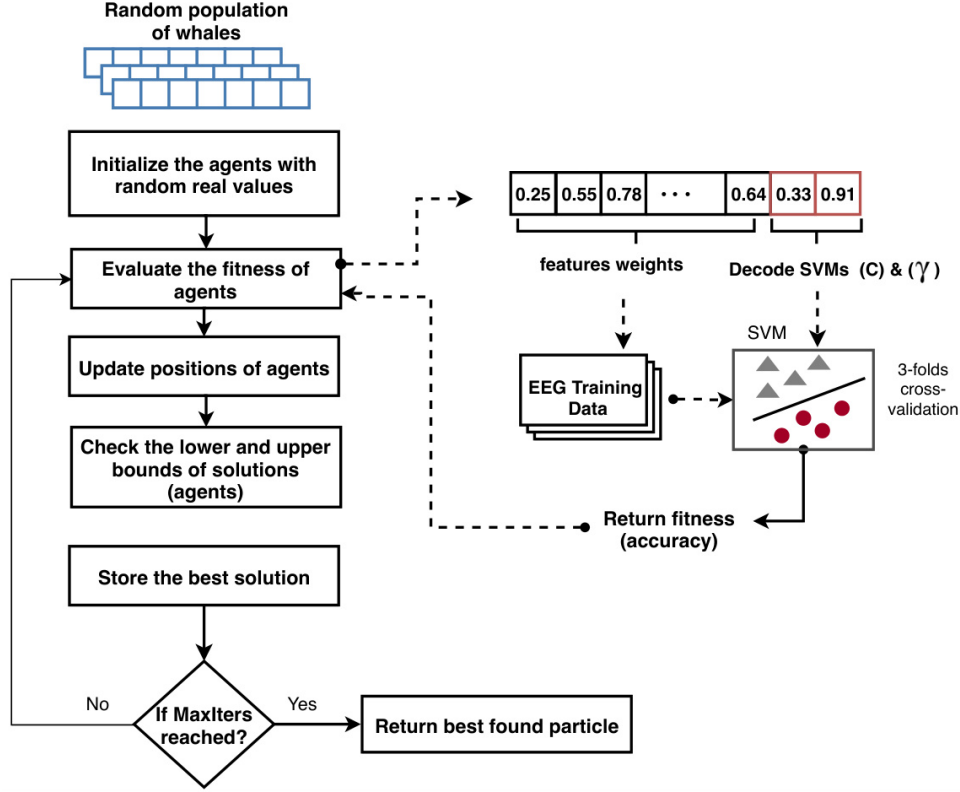 Random population
of whales
Initialize the agents with
random real values
Evaluate the fitness of
agents
Update positions of agents
Check the lower and upper
bounds of solutions
(agents)
Store the best solution
No
If MaxIters
reached?
Yes
Return best found particle
0.25 0.55 0.78 ··· 0.64 0.33 0.91
features weights
Decode SVMs (C) & (γ)
SVM
EEG Training
Data
3-folds
cross-
validation
Return fitness
(accuracy)